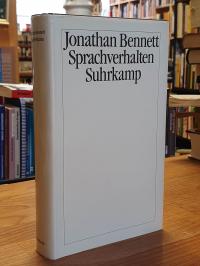 Jonathan Bennett
Sprachverhalten
Suhrkamp